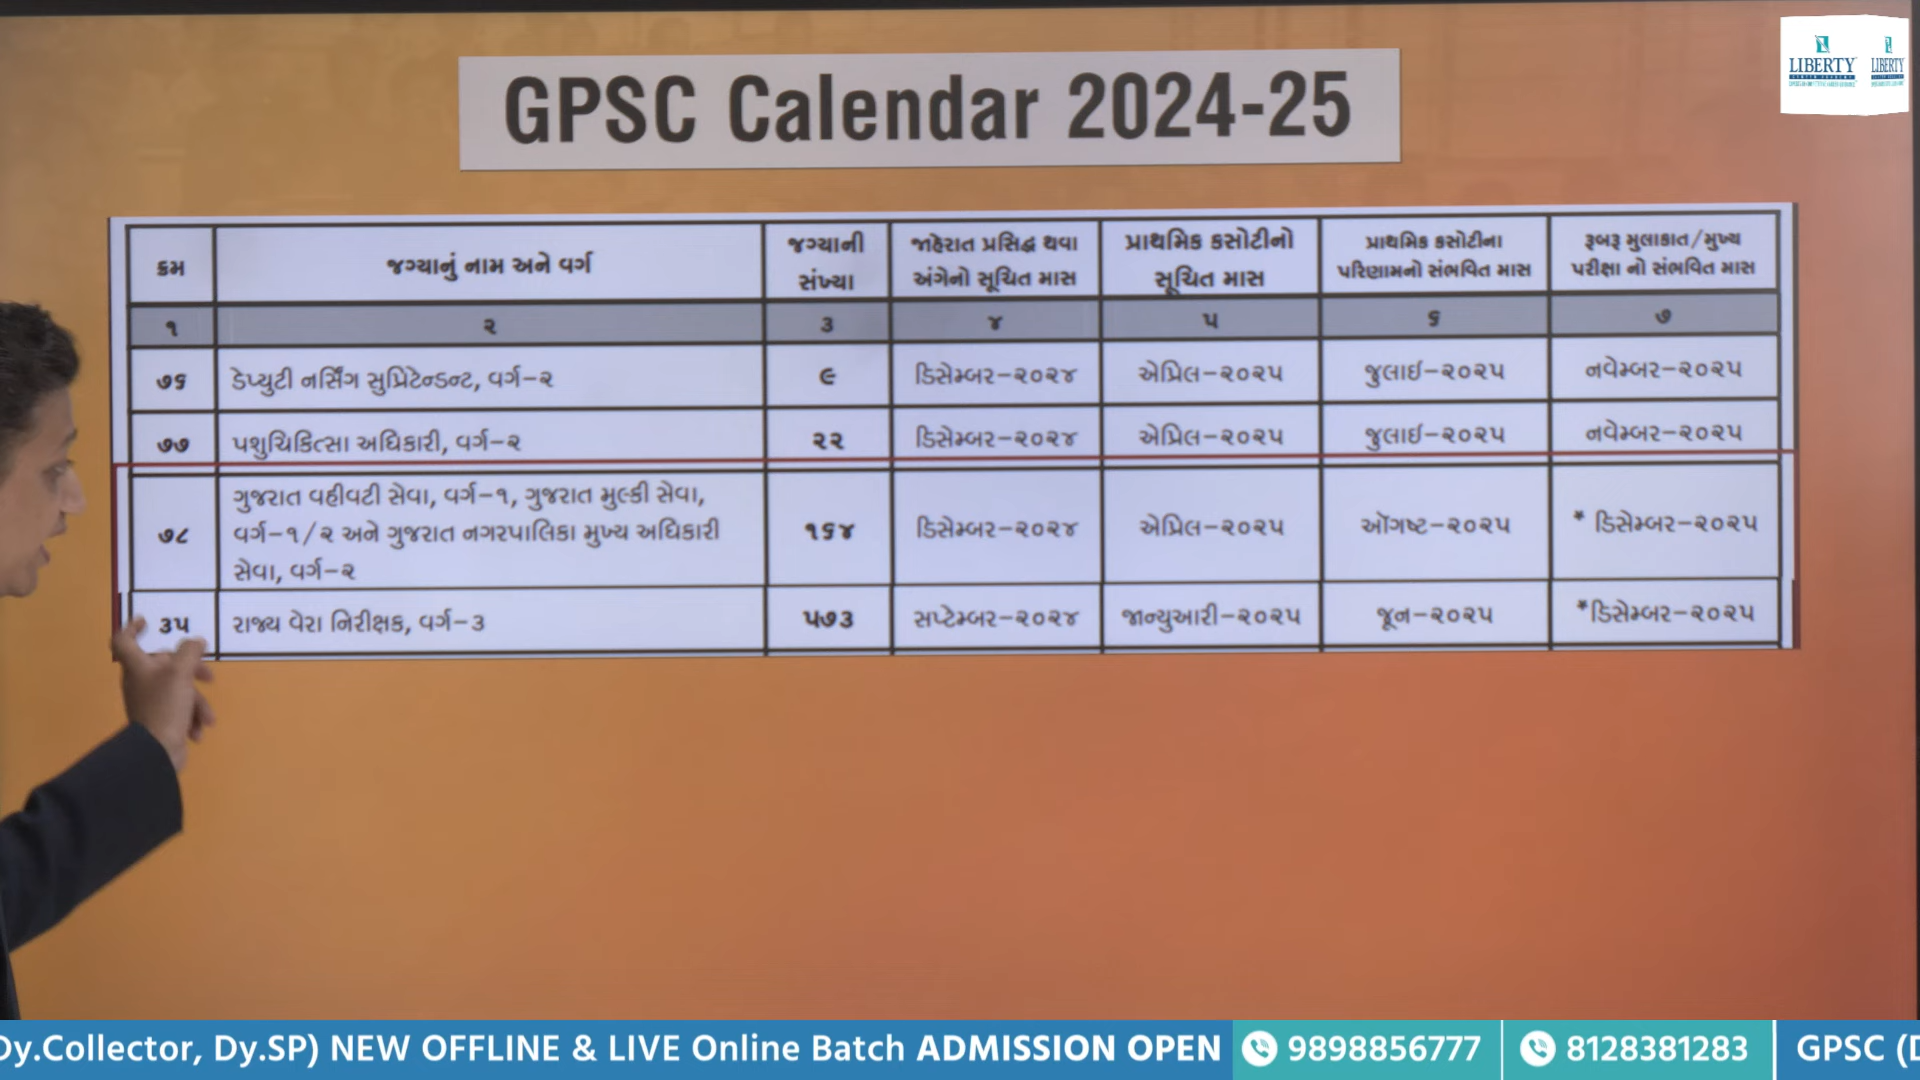 LIBERTY
LIBERTY
GPSC Calendar 2024-25
ક્રમ
જગ્યાનું નામ અને વર્ગ
જગ્યાની
સંખ્યા
જાહેરાત પ્રસિદ્ધ થવા
અંગેનો સૂચિત માસ
પ્રાથમિક કસોટીનો
સૂચિત માસ
પ્રાથમિક કસોટીના
પરિણામનો સંભવિત માસ
રૂબરૂ મુલાકાત/મુખ્ય
પરીક્ષા નો સંભવિત માસ
૧ ૨ ૩ ૪ ૫ ૬ ૭
૭૬ ડેપ્યુટી નર્સિંગ સુપ્રિટેન્ડન્ટ, વર્ગ-૨ ૯ ડિસેમ્બર-૨૦૨૪ એપ્રિલ-૨૦૨૫ જુલાઈ-૨૦૨૫ નવેમ્બર-૨૦૨૫
૭૭ પશુચિકિત્સા અધિકારી, વર્ગ-૨ ૨૨ ડિસેમ્બર-૨૦૨૪ એપ્રિલ-૨૦૨૫ જુલાઈ-૨૦૨૫ નવેમ્બર-૨૦૨૫
ગુજરાત વહીવટી સેવા, વર્ગ-૧, ગુજરાત મુલ્કી સેવા,
૭૮ વર્ગ-૧/૨ અને ગુજરાત નગરપાલિકા મુખ્ય અધિકારી ૧૬૪ ડિસેમ્બર-૨૦૨૪ એપ્રિલ-૨૦૨૫ ઑગષ્ટ-૨૦૨૫ * ડિસેમ્બર-૨૦૨૫
સેવા, વર્ગ-૨
૩૫ રાજ્ય વેરા નિરીક્ષક, વર્ગ-૩ ૫૭૩ સપ્ટેમ્બર-૨૦૨૪ જાન્યુઆરી-૨૦૨૫ જૂન-૨૦૨૫ *ડિસેમ્બર-૨૦૨૫
Dy.Collector, Dy.SP) NEW OFFLINE & LIVE Online Batch ADMISSION OPEN 9898856777 8128381283 GPSC (D